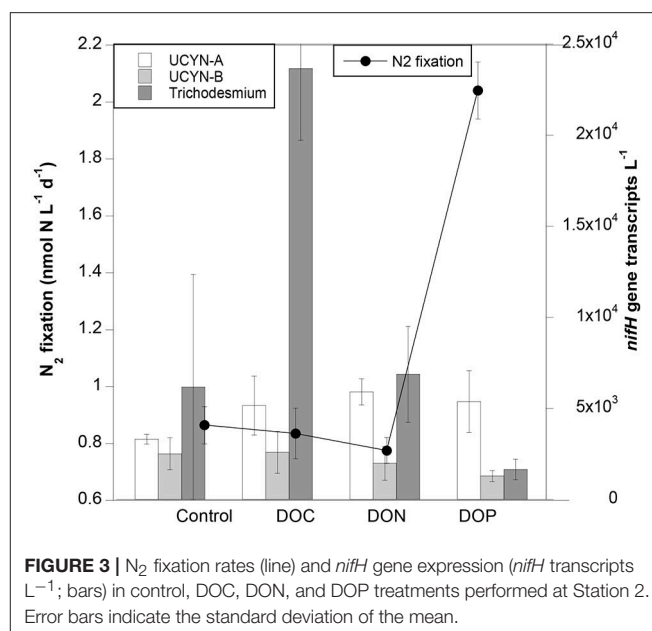 2.2
2
1.8
1.6
1.4
1.2
1
0.8
0.6
N₂ fixation (nmol N L⁻¹ d⁻¹)
UCYN-A
UCYN-B
Trichodesmium
N2 fixation
2.5x10⁴
2x10⁴
1.5x10⁴
1x10⁴
5x10³
0
nifH gene transcripts L⁻¹
Control DOC DON DOP
FIGURE 3 | N₂ fixation rates (line) and nifH gene expression (nifH transcripts
L⁻¹; bars) in control, DOC, DON, and DOP treatments performed at Station 2.
Error bars indicate the standard deviation of the mean.